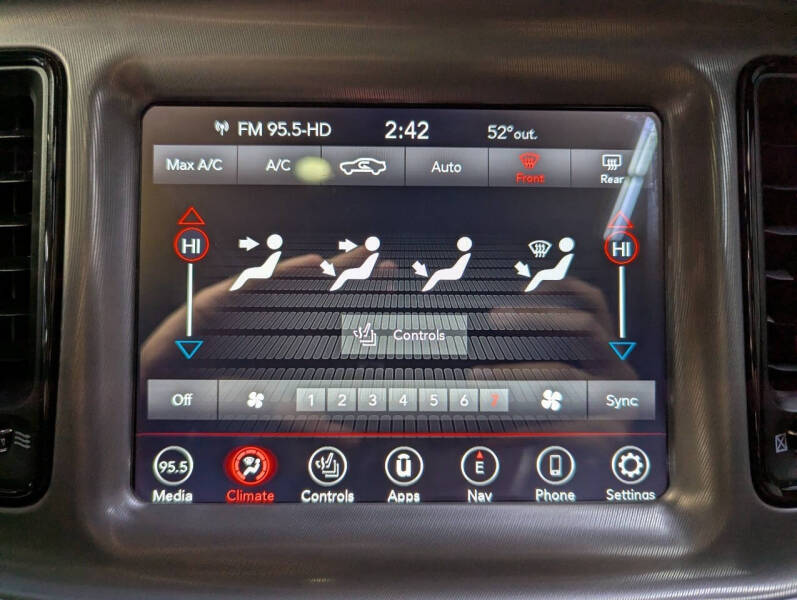 FM 95.5-HD 2:42 52° out.
Max A/C A/C Auto Front Rear
HI HI
Controls
Off 1 2 3 4 5 6 7 Sync
95.5 U E
Media Climate Controls Apps Nav Phone Settings